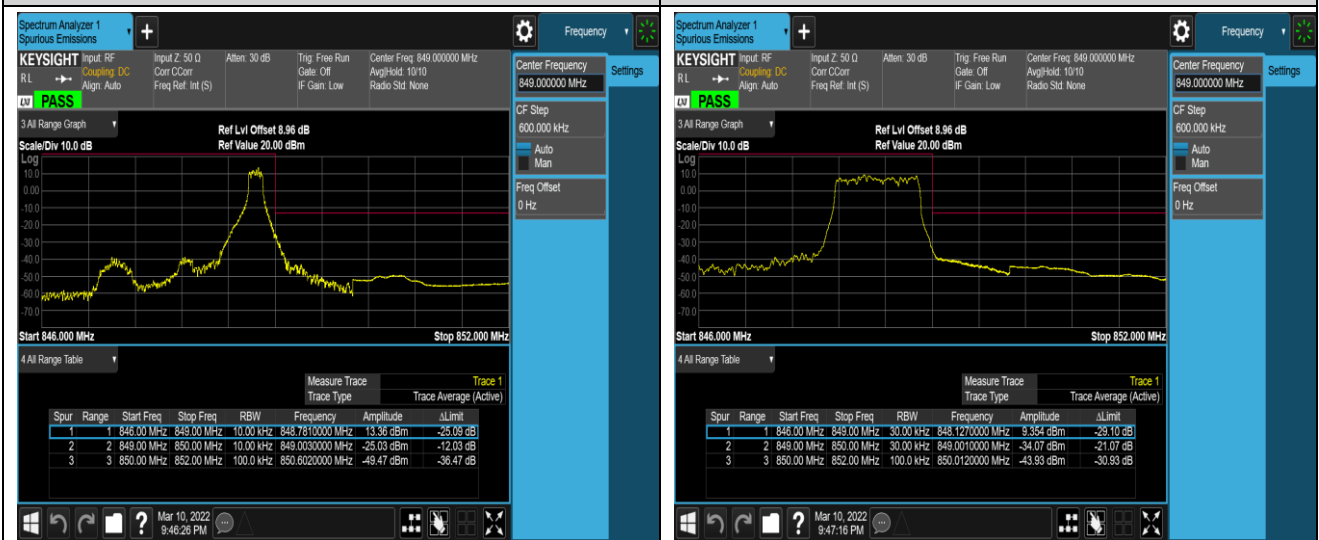 Spectrum Analyzer 1
Spurious Emissions
+
Frequency
KEYSIGHT
RL
Input: RF
Coupling: DC
Align: Auto
Input Z: 50 Ω
Corr CCorr
Freq Ref: Int (S)
Atten: 30 dB
Trig: Free Run
Gate: Off
IF Gain: Low
Center Freq: 849.000000 MHz
Avg|Hold: 10/10
Radio Std: None
LXI PASS
Center Frequency
849.000000 MHz
Settings
CF Step
600.000 kHz
Auto
Man
Freq Offset
0 Hz
3 All Range Graph
Ref Lvl Offset 8.96 dB
Scale/Div 10.0 dB
Ref Value 20.00 dBm
Log
10.0
0.00
-10.0
-20.0
-30.0
-40.0
-50.0
-60.0
-70.0
Start 846.000 MHz
Stop 852.000 MHz
4 All Range Table
Measure Trace Trace 1
Trace Type Trace Average (Active)
Spur Range Start Freq Stop Freq RBW Frequency Amplitude ΔLimit
1 1 846.00 MHz 849.00 MHz 10.00 kHz 848.7810000 MHz 13.36 dBm -25.09 dB
2 2 849.00 MHz 850.00 MHz 10.00 kHz 849.0030000 MHz -25.03 dBm -12.03 dB
3 3 850.00 MHz 852.00 MHz 100.0 kHz 850.6020000 MHz -49.47 dBm -36.47 dB
?
Mar 10, 2022
9:46:26 PM
Spectrum Analyzer 1
Spurious Emissions
+
Frequency
KEYSIGHT
RL
Input: RF
Coupling: DC
Align: Auto
Input Z: 50 Ω
Corr CCorr
Freq Ref: Int (S)
Atten: 30 dB
Trig: Free Run
Gate: Off
IF Gain: Low
Center Freq: 849.000000 MHz
Avg|Hold: 10/10
Radio Std: None
LXI PASS
Center Frequency
849.000000 MHz
Settings
CF Step
600.000 kHz
Auto
Man
Freq Offset
0 Hz
3 All Range Graph
Ref Lvl Offset 8.96 dB
Scale/Div 10.0 dB
Ref Value 20.00 dBm
Log
10.0
0.00
-10.0
-20.0
-30.0
-40.0
-50.0
-60.0
-70.0
Start 846.000 MHz
Stop 852.000 MHz
4 All Range Table
Measure Trace Trace 1
Trace Type Trace Average (Active)
Spur Range Start Freq Stop Freq RBW Frequency Amplitude ΔLimit
1 1 846.00 MHz 849.00 MHz 30.00 kHz 848.1270000 MHz 9.354 dBm -29.10 dB
2 2 849.00 MHz 850.00 MHz 30.00 kHz 849.0010000 MHz -34.07 dBm -21.07 dB
3 3 850.00 MHz 852.00 MHz 100.0 kHz 850.0120000 MHz -43.93 dBm -30.93 dB
?
Mar 10, 2022
9:47:16 PM